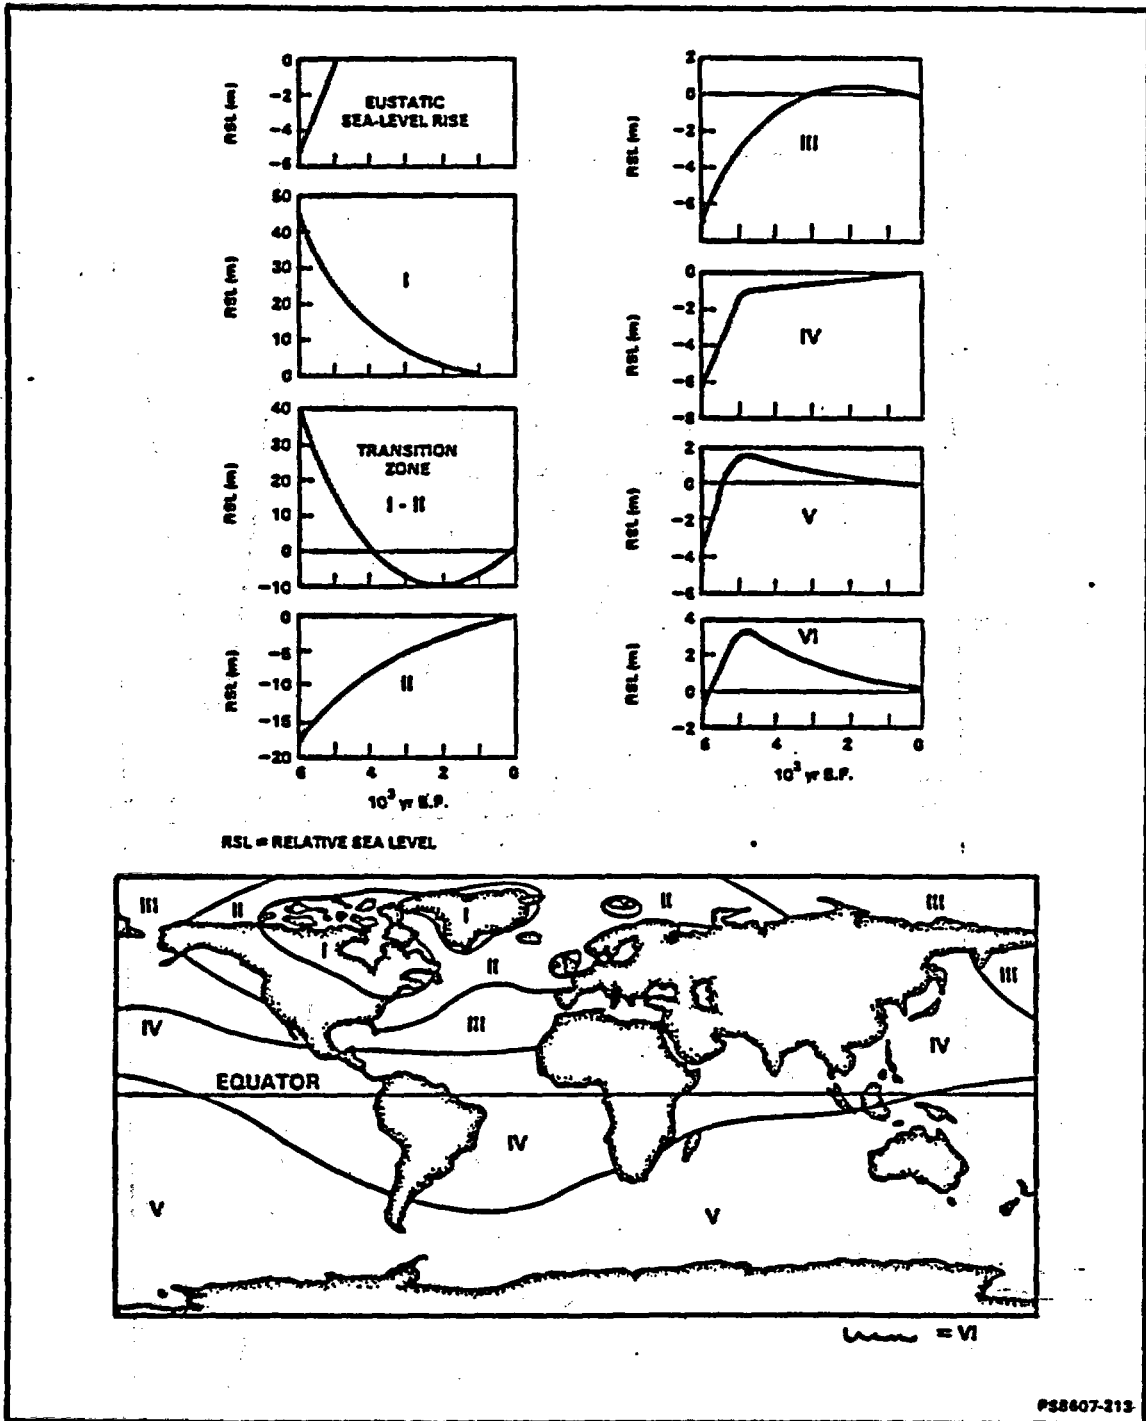 0
-2
-4
-6
RSL (m)
EUSTATIC
SEA-LEVEL RISE
50
40
30
20
10
0
RSL (m)
I
40
30
20
10
0
-10
RSL (m)
TRANSITION
ZONE
I - II
0
-5
-10
-15
-20
RSL (m)
II
6 4 2 0
10³ yr B.P.
2
0
-2
-4
-6
RSL (m)
III
0
-2
-4
-6
-8
RSL (m)
IV
2
0
-2
-4
-6
RSL (m)
V
4
2
0
-2
RSL (m)
VI
6 4 2 0
10³ yr B.P.
RSL = RELATIVE SEA LEVEL
III II I II III
I
II III
IV III IV
EQUATOR
IV
V V
= VI
PS8607-213